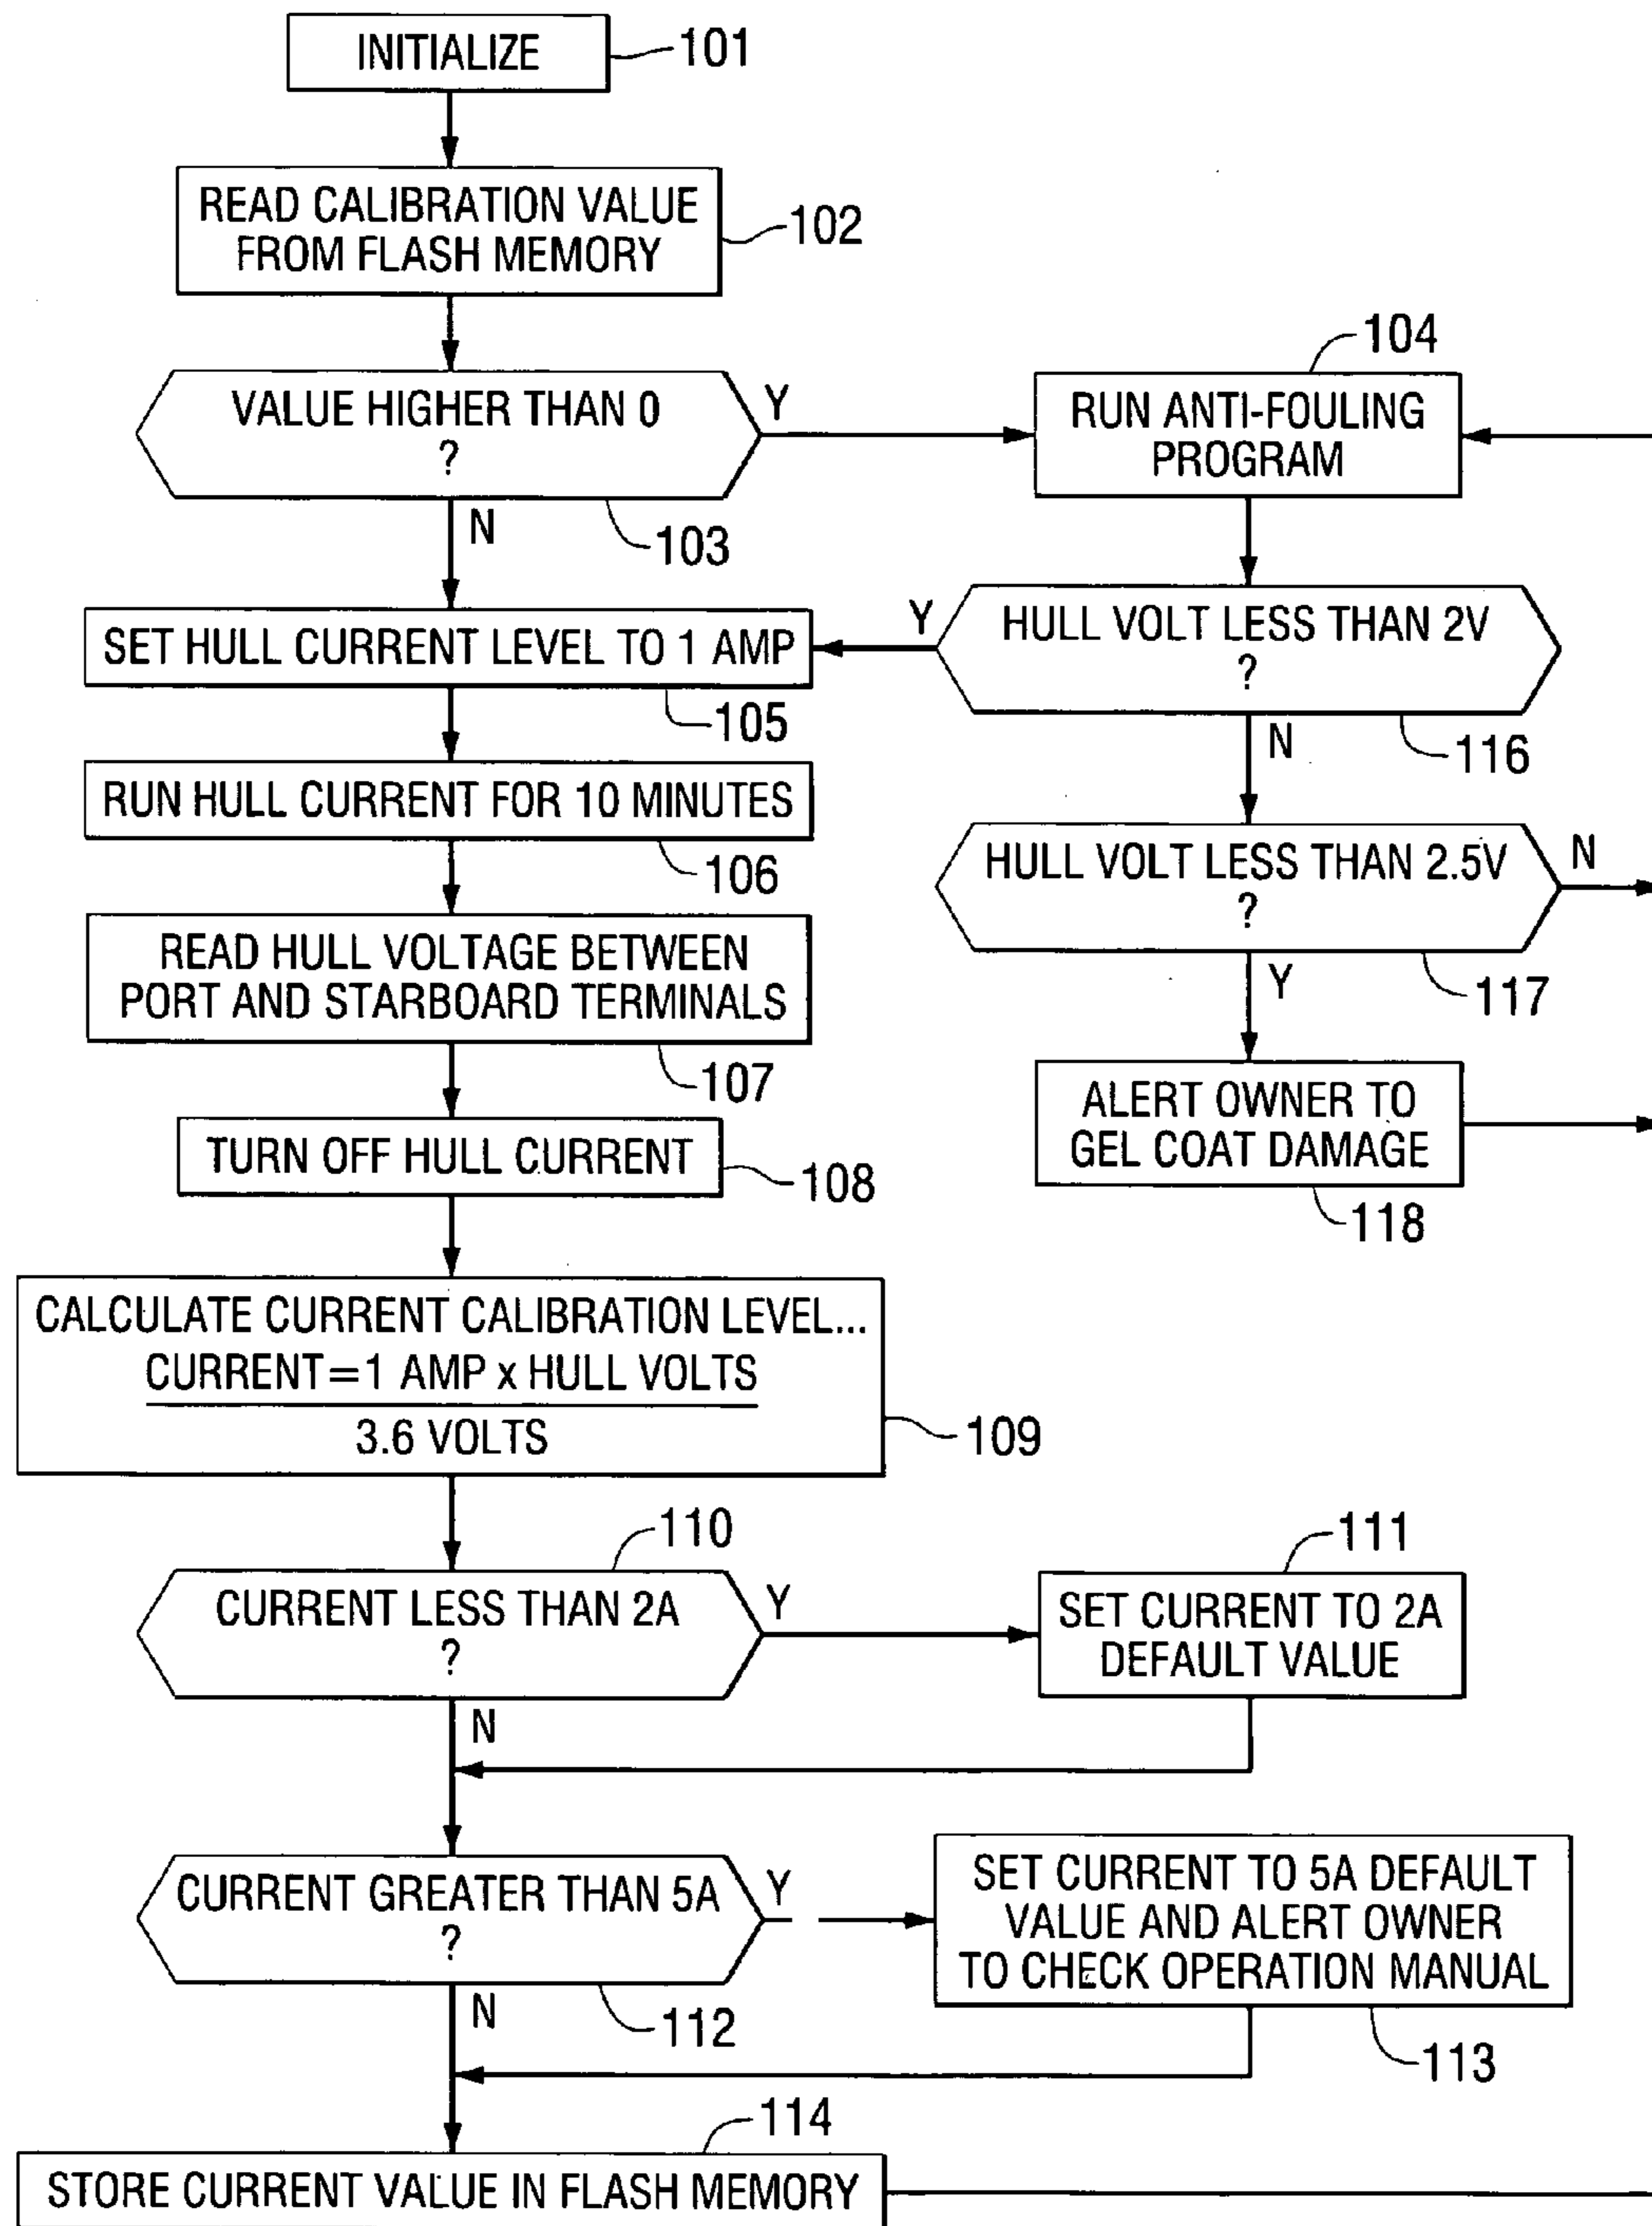 INITIALIZE
101
READ CALIBRATION VALUE
FROM FLASH MEMORY
102
VALUE HIGHER THAN 0
?
Y
N
103
104
RUN ANTI-FOULING
PROGRAM
SET HULL CURRENT LEVEL TO 1 AMP
105
Y
HULL VOLT LESS THAN 2V
?
N
116
RUN HULL CURRENT FOR 10 MINUTES
106
HULL VOLT LESS THAN 2.5V
?
N
Y
117
READ HULL VOLTAGE BETWEEN
PORT AND STARBOARD TERMINALS
107
ALERT OWNER TO
GEL COAT DAMAGE
118
TURN OFF HULL CURRENT
108
CALCULATE CURRENT CALIBRATION LEVEL...
CURRENT=1 AMP x HULL VOLTS
3.6 VOLTS
109
110
CURRENT LESS THAN 2A
?
Y
N
111
SET CURRENT TO 2A
DEFAULT VALUE
CURRENT GREATER THAN 5A
?
Y
N
112
SET CURRENT TO 5A DEFAULT
VALUE AND ALERT OWNER
TO CHECK OPERATION MANUAL
113
114
STORE CURRENT VALUE IN FLASH MEMORY